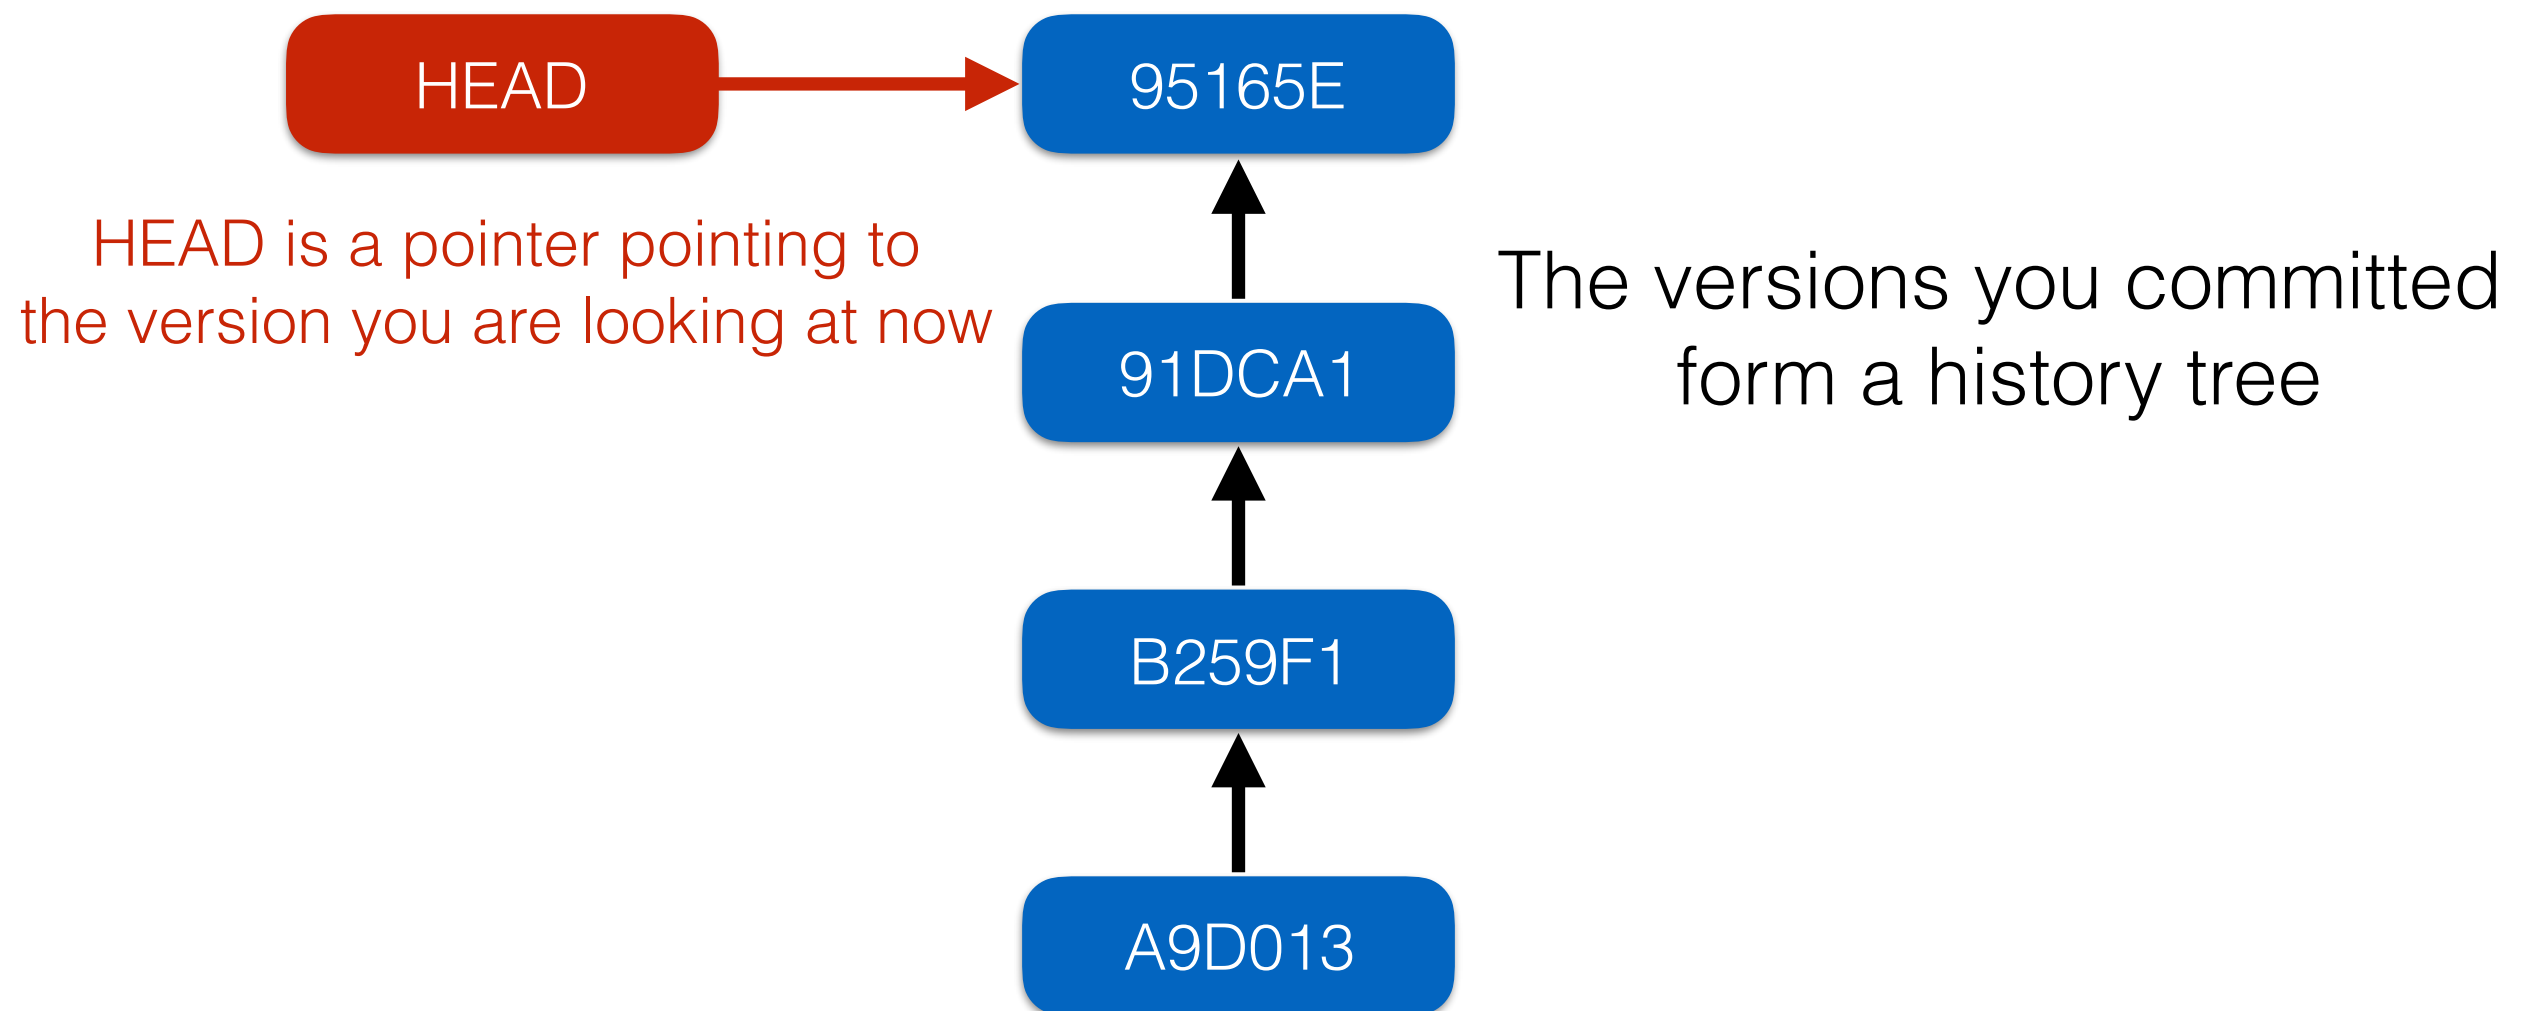 HEAD
95165E
HEAD is a pointer pointing to
the version you are looking at now
The versions you committed
form a history tree
91DCA1
B259F1
A9D013